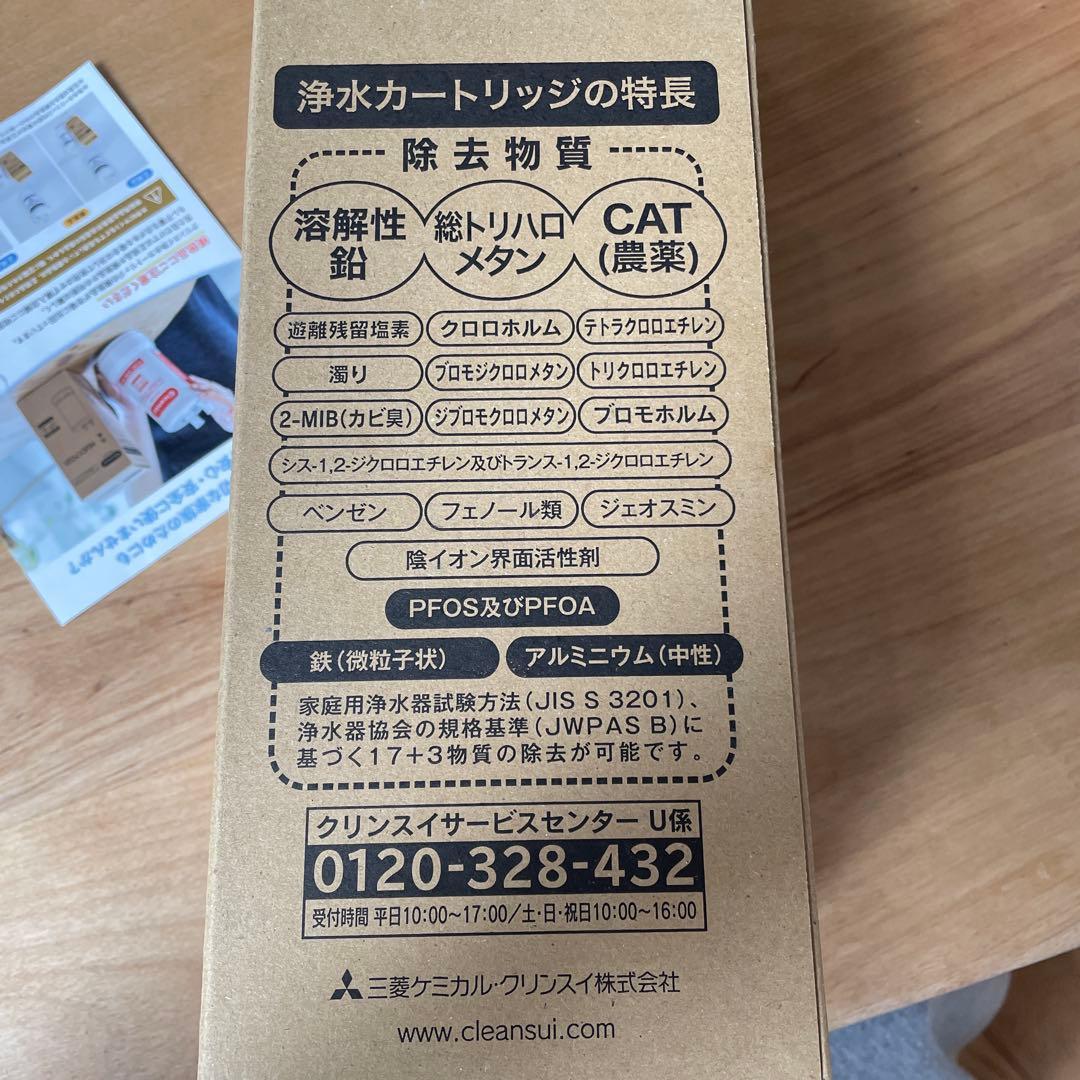 浄水カートリッジの特長
除去物質
溶解性
鉛
総トリハロ
メタン
CAT
(農薬)
遊離残留塩素
クロロホルム
テトラクロロエチレン
濁り
ブロモジクロロメタン
トリクロロエチレン
2-MIB(カビ臭)
ジブロモクロロメタン
ブロモホルム
シス-1,2-ジクロロエチレン及びトランス-1,2-ジクロロエチレン
ベンゼン
フェノール類
ジェオスミン
陰イオン界面活性剤
PFOS及びPFOA
鉄(微粒子状)
アルミニウム(中性)
家庭用浄水器試験方法(JIS S 3201)、
浄水器協会の規格基準(JWPAS B)に
基づく17+3物質の除去が可能です。
クリンスイサービスセンター U係
0120-328-432
受付時間 平日10:00〜17:00/土・日・祝日10:00〜16:00
三菱ケミカル・クリンスイ株式会社
www.cleansui.com